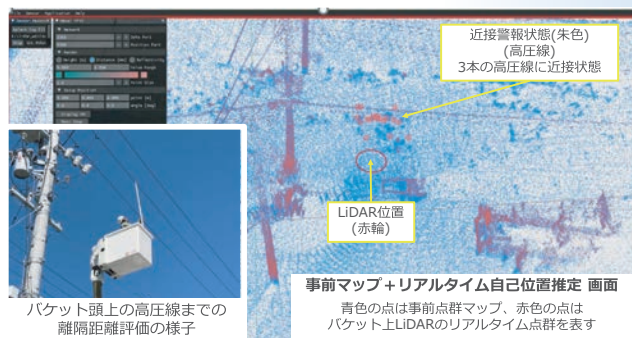 近接警報状態(朱色)
(高圧線)
3本の高圧線に近接状態
LiDAR位置
(赤輪)
バケット頭上の高圧線までの
離隔距離評価の様子
事前マップ＋リアルタイム自己位置推定 画面
青色の点は事前点群マップ、赤色の点は
バケット上LiDARのリアルタイム点群を表す